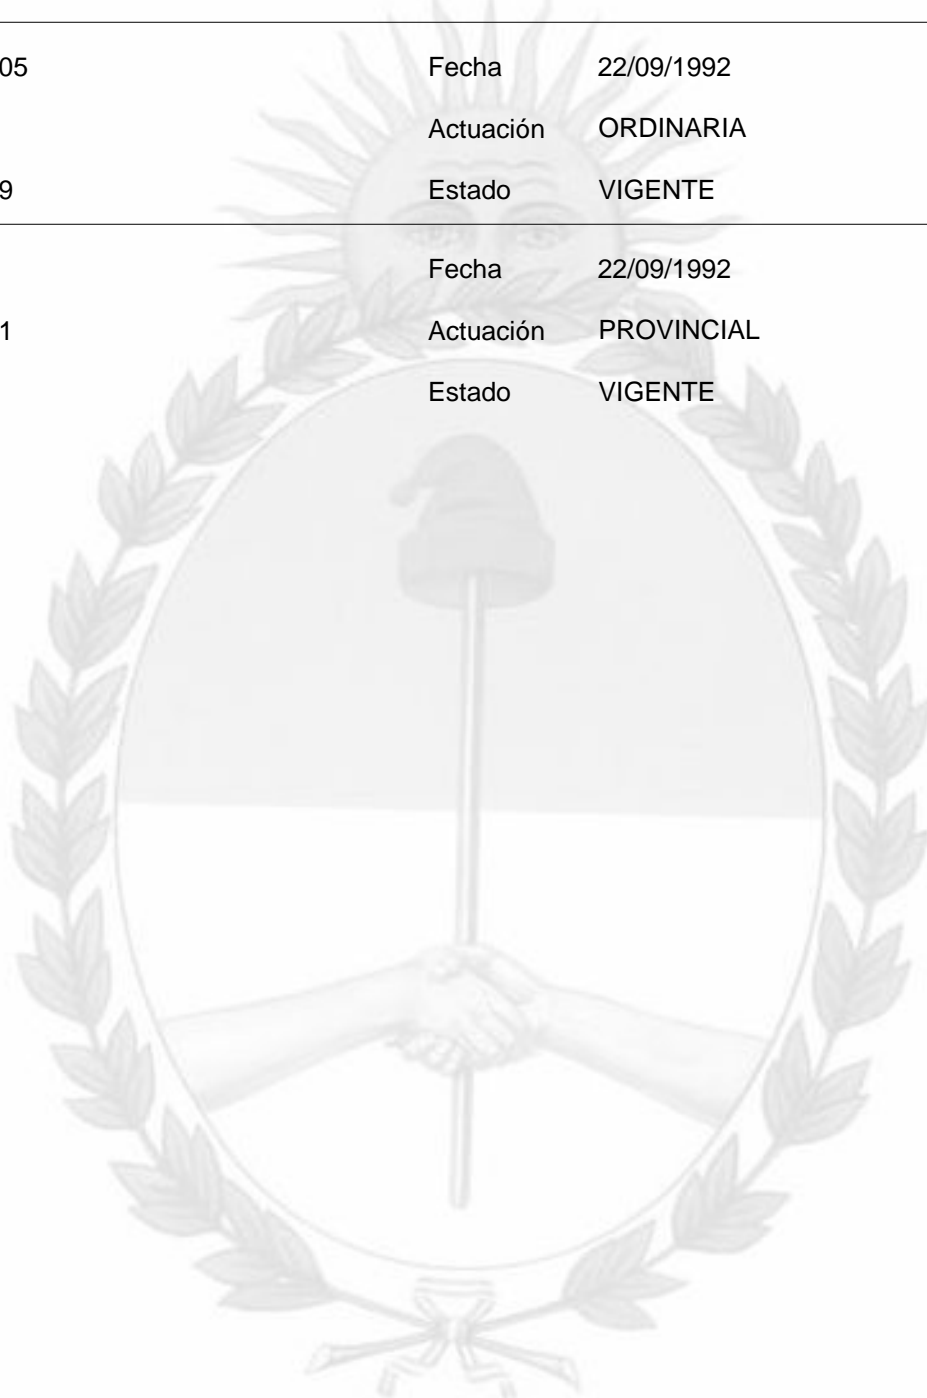 05 Fecha 22/09/1992
Actuación ORDINARIA
9 Estado VIGENTE
Fecha 22/09/1992
1 Actuación PROVINCIAL
Estado VIGENTE